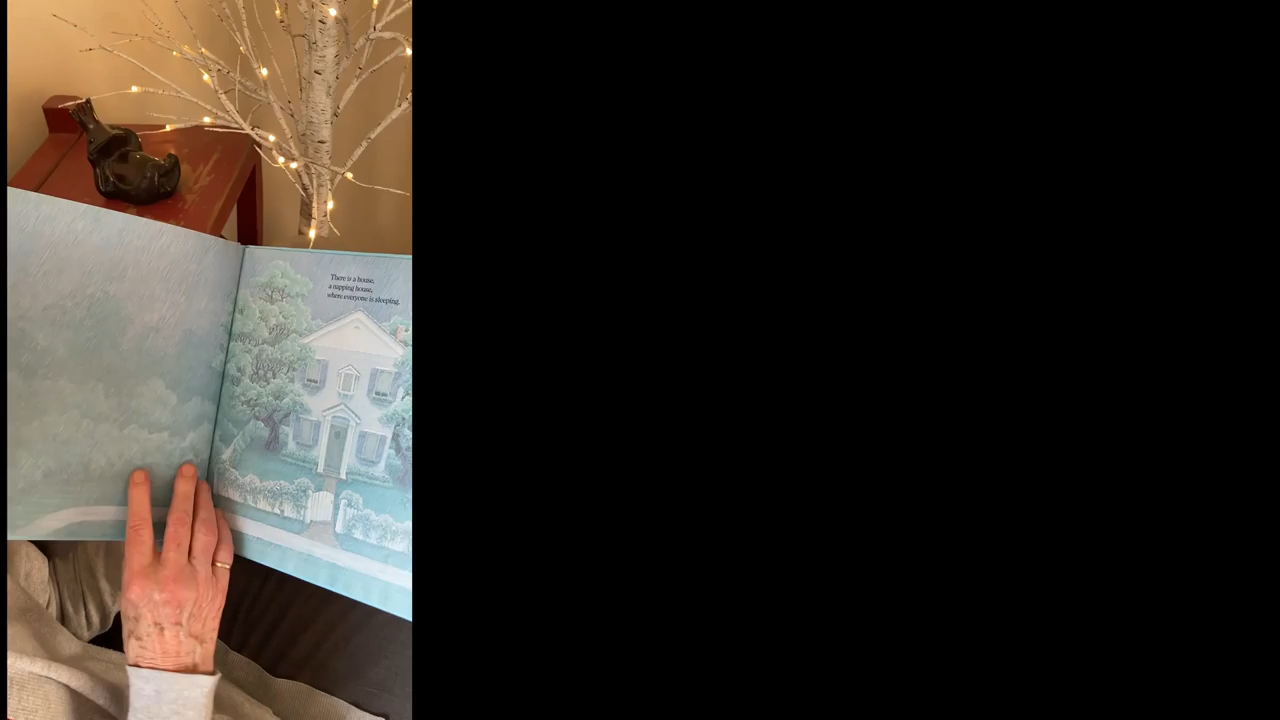 There is a house,
a napping house,
where everyone is sleeping.